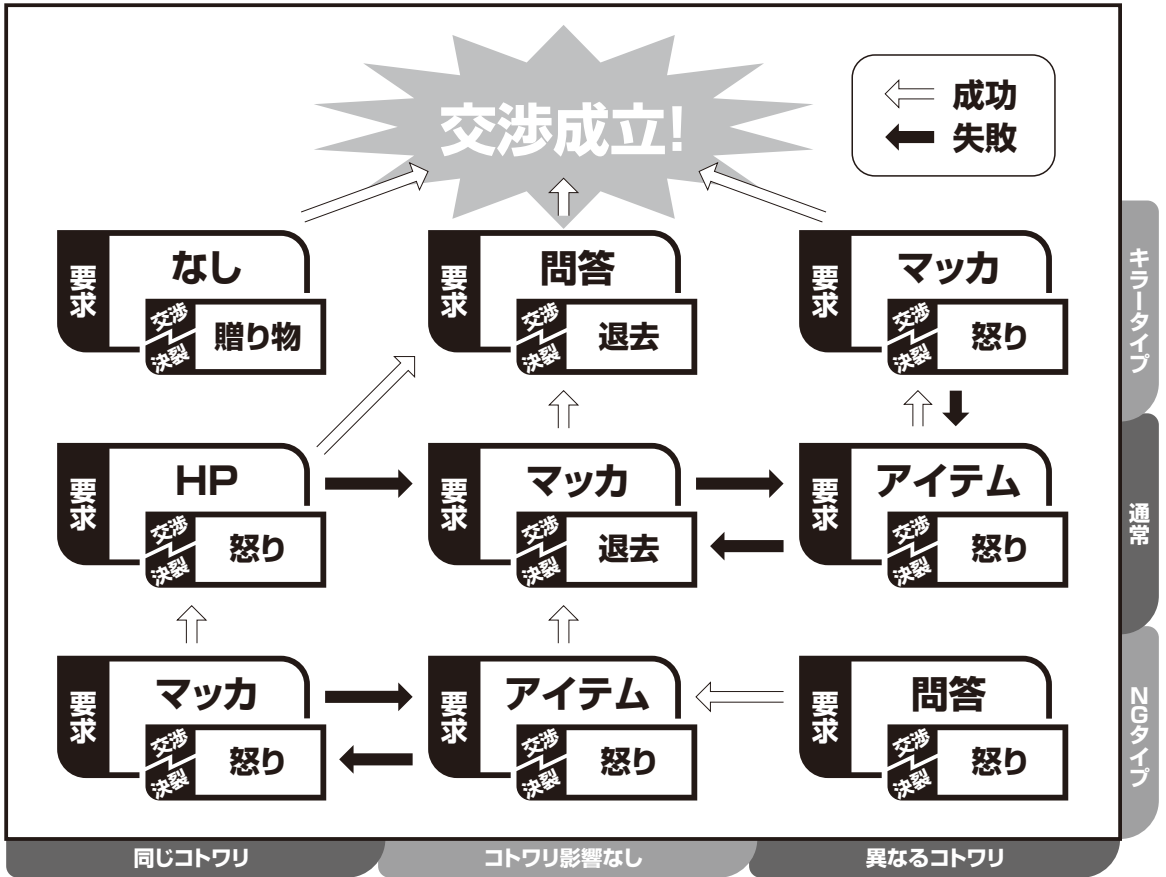 交渉成立!
成功
失敗
要求
なし
交渉決裂
贈り物
要求
問答
交渉決裂
退去
要求
マッカ
交渉決裂
怒り
キラータイプ
要求
HP
交渉決裂
怒り
要求
マッカ
交渉決裂
退去
要求
アイテム
交渉決裂
怒り
通常
要求
マッカ
交渉決裂
怒り
要求
アイテム
交渉決裂
怒り
要求
問答
交渉決裂
怒り
NGタイプ
同じコトワリ
コトワリ影響なし
異なるコトワリ